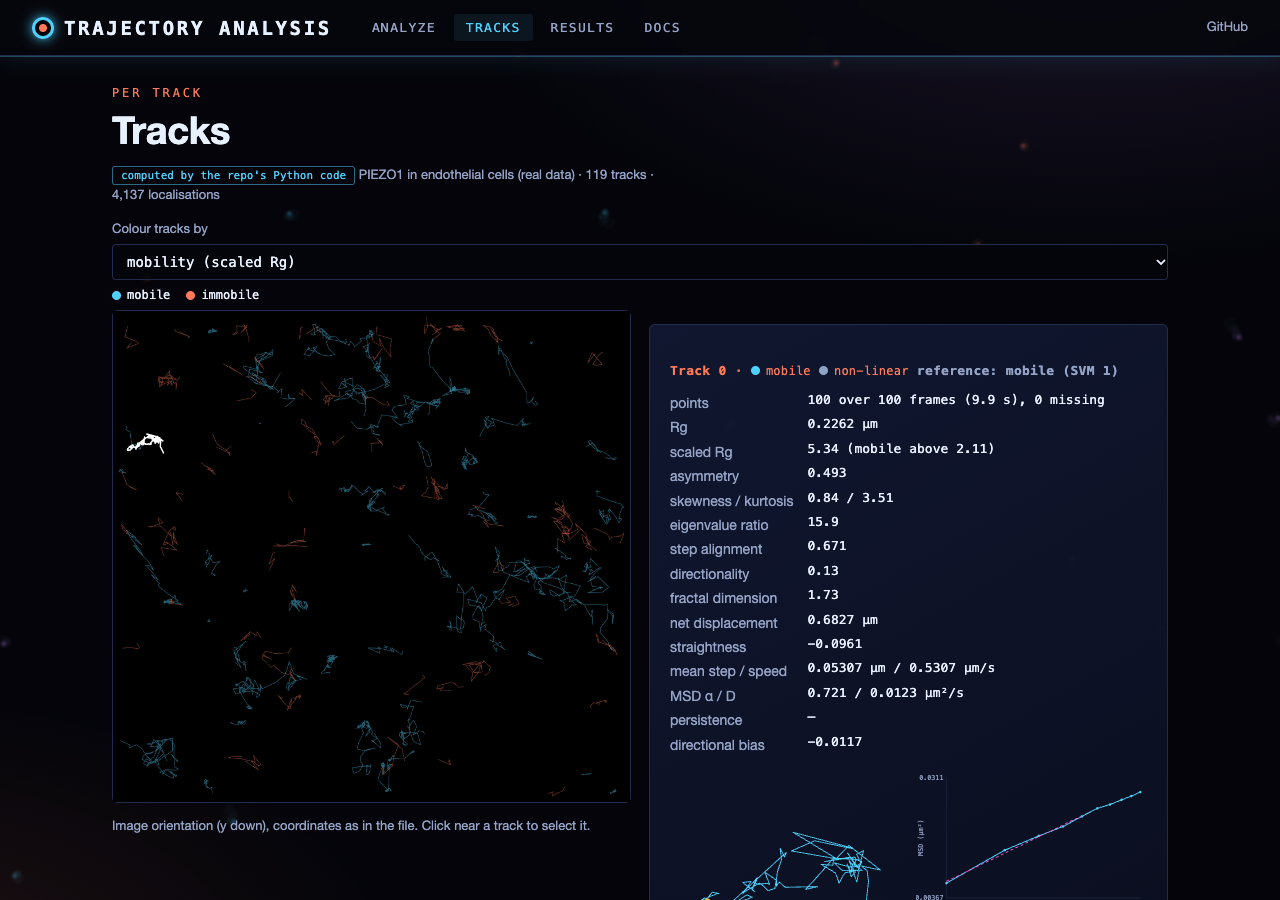 TRAJECTORY ANALYSIS ANALYZE TRACKS RESULTS DOCS GitHub
PER TRACK
Tracks
computed by the repo's Python code PIEZO1 in endothelial cells (real data) · 119 tracks ·
4,137 localisations
Colour tracks by
mobility (scaled Rg)
mobile immobile
Track 0 · mobile non-linear reference: mobile (SVM 1)
points 100 over 100 frames (9.9 s), 0 missing
Rg 0.2262 µm
scaled Rg 5.34 (mobile above 2.11)
asymmetry 0.493
skewness / kurtosis 0.84 / 3.51
eigenvalue ratio 15.9
step alignment 0.671
directionality 0.13
fractal dimension 1.73
net displacement 0.6827 µm
straightness −0.0961
mean step / speed 0.05307 µm / 0.5307 µm/s
MSD α / D 0.721 / 0.0123 µm²/s
persistence —
directional bias −0.0117
0.0311
MSD (µm²)
0.00367
Image orientation (y down), coordinates as in the file. Click near a track to select it.